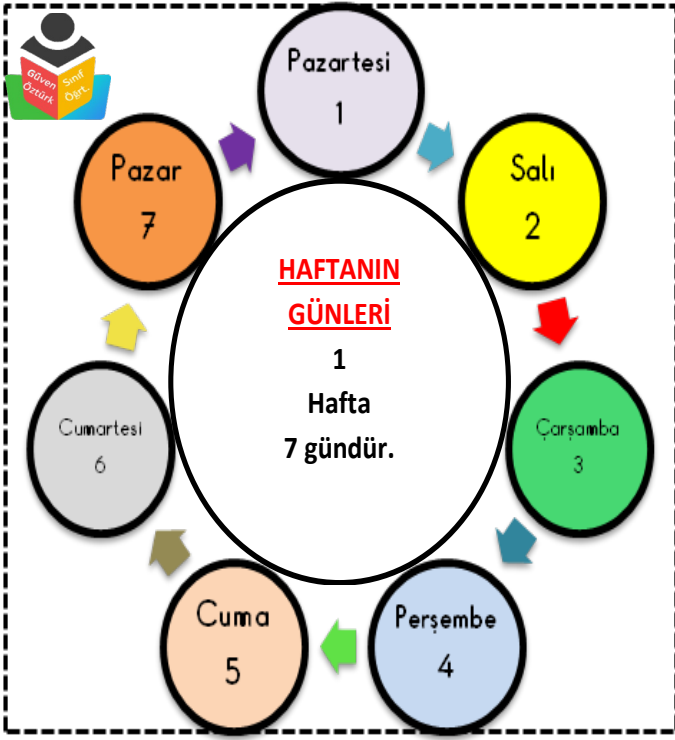 Güven
Öztürk
Sınıf
Öğrt.
Pazartesi
1
Salı
2
Çarşamba
3
Perşembe
4
Cuma
5
Cumartesi
6
Pazar
7
HAFTANIN
GÜNLERİ
1
Hafta
7 gündür.